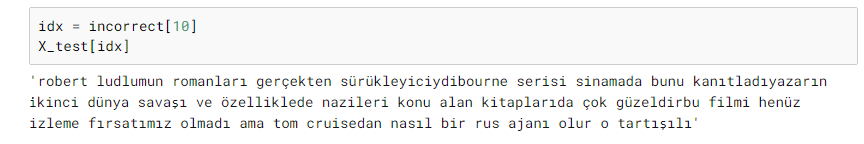 idx = incorrect[10]
X_test[idx]
'robert ludlumun romanları gerçekten sürükleyiciydibourne serisi sinamada bunu kanıtladıyazarın
ikinci dünya savaşı ve özelliklede nazileri konu alan kitaplarıda çok güzeldirbu filmi henüz
izleme fırsatımız olmadı ama tom cruisedan nasıl bir rus ajanı olur o tartışılı'